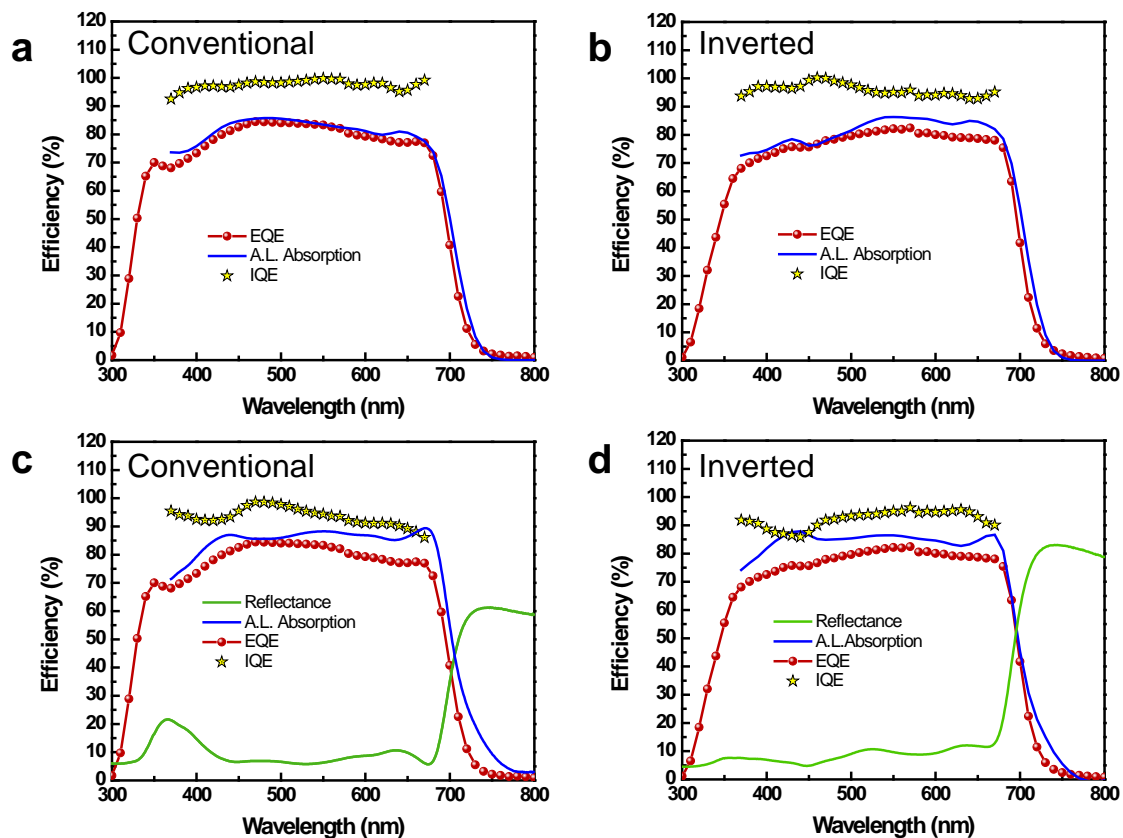 a
Conventional
120
110
100
90
80
70
60
50
40
30
20
10
0
Efficiency (%)
EQE
A.L. Absorption
IQE
300 400 500 600 700 800
Wavelength (nm)
b
Inverted
120
110
100
90
80
70
60
50
40
30
20
10
0
Efficiency (%)
EQE
A.L. Absorption
IQE
300 400 500 600 700 800
Wavelength (nm)
c
Conventional
120
110
100
90
80
70
60
50
40
30
20
10
0
Efficiency (%)
Reflectance
A.L. Absorption
EQE
IQE
300 400 500 600 700 800
Wavelength (nm)
d
Inverted
120
110
100
90
80
70
60
50
40
30
20
10
0
Efficiency (%)
Reflectance
A.L.Absorption
EQE
IQE
300 400 500 600 700 800
Wavelength (nm)